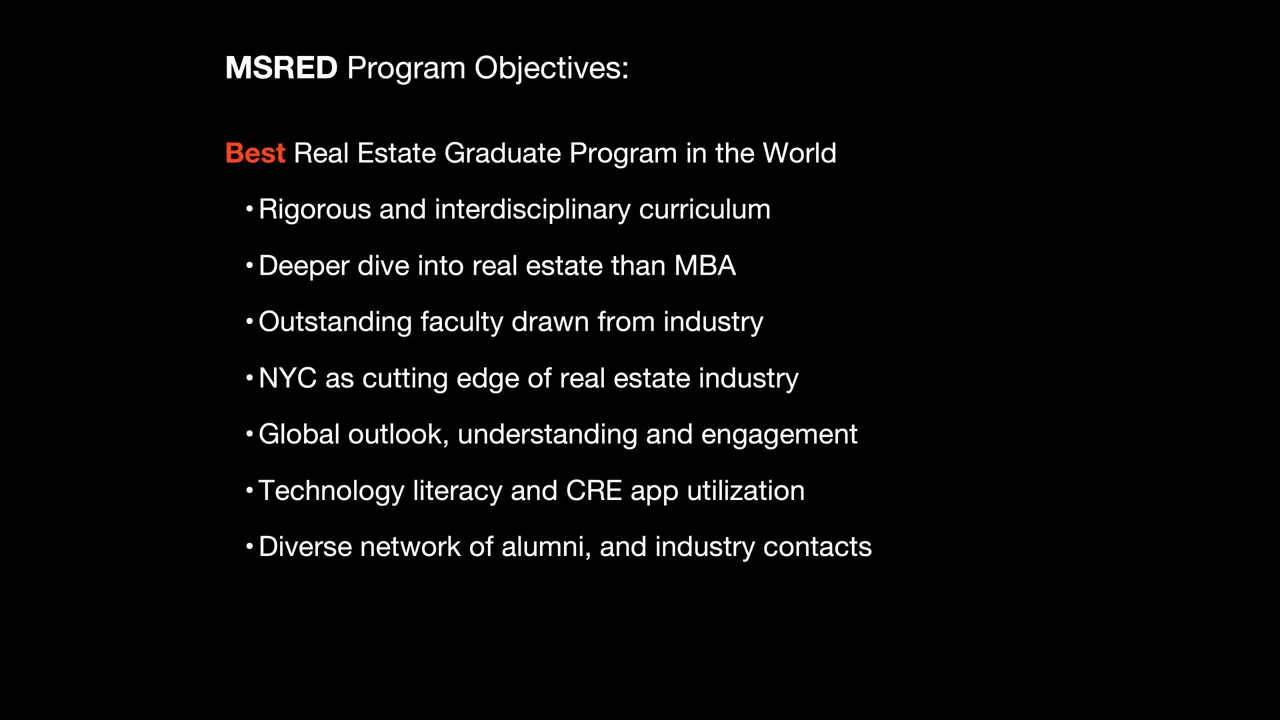 MSRED Program Objectives:
Best Real Estate Graduate Program in the World
• Rigorous and interdisciplinary curriculum
• Deeper dive into real estate than MBA
• Outstanding faculty drawn from industry
• NYC as cutting edge of real estate industry
• Global outlook, understanding and engagement
• Technology literacy and CRE app utilization
• Diverse network of alumni, and industry contacts